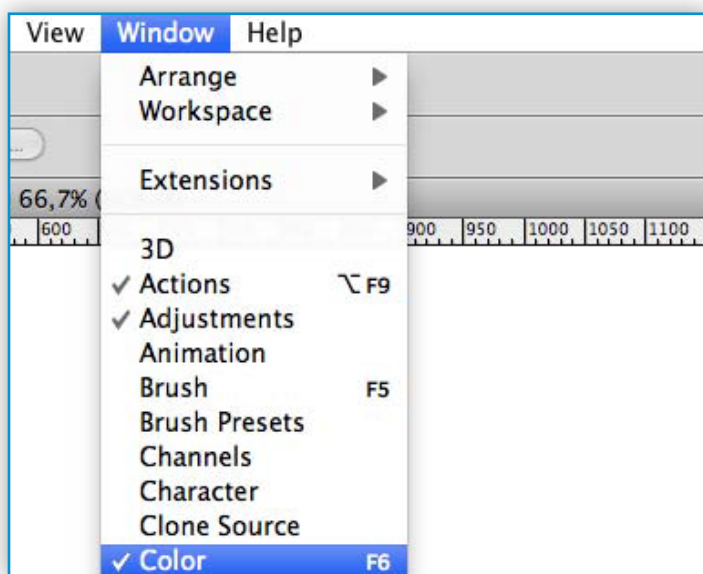 View Window Help
Arrange
Workspace
...
Extensions
66,7% (
600 900 950 1000 1050 1100
3D
✓ Actions ⌥ F9
✓ Adjustments
Animation
Brush F5
Brush Presets
Channels
Character
Clone Source
✓ Color F6